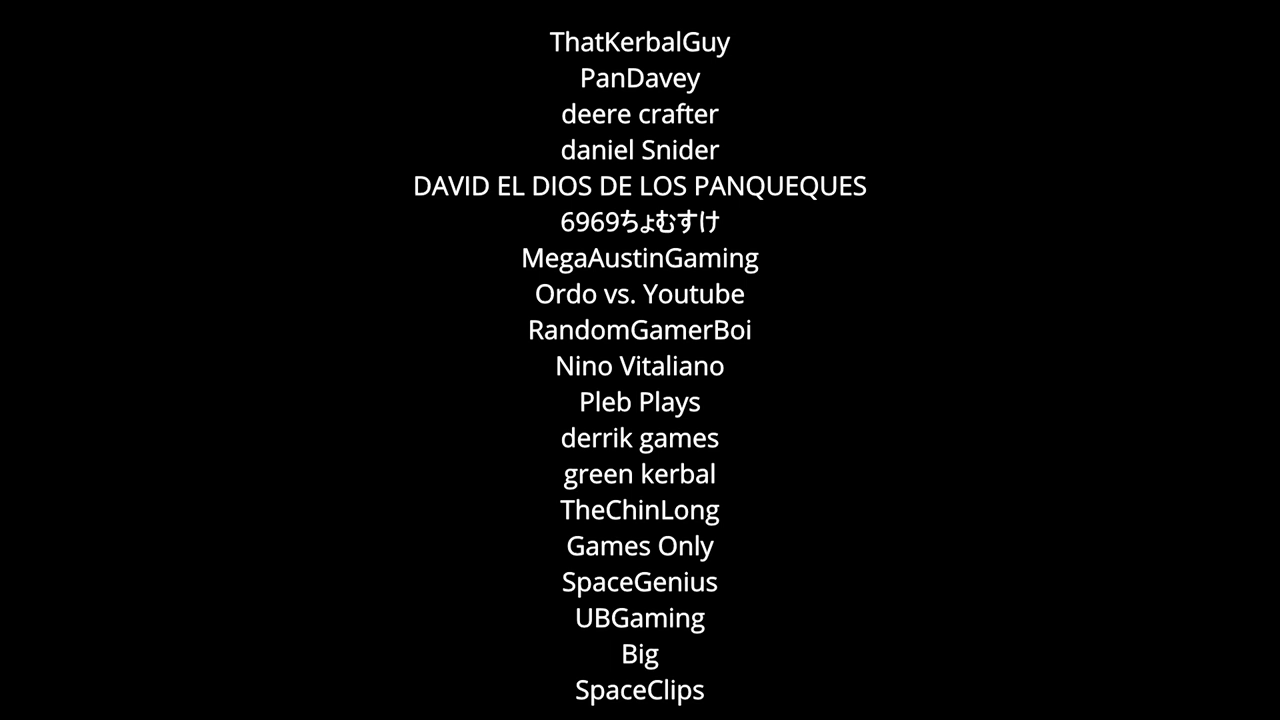 ThatKerbalGuy
PanDavey
deere crafter
daniel Snider
DAVID EL DIOS DE LOS PANQUEQUES
6969ちょむすけ
MegaAustinGaming
Ordo vs. Youtube
RandomGamerBoi
Nino Vitaliano
Pleb Plays
derrik games
green kerbal
TheChinLong
Games Only
SpaceGenius
UBGaming
Big
SpaceClips